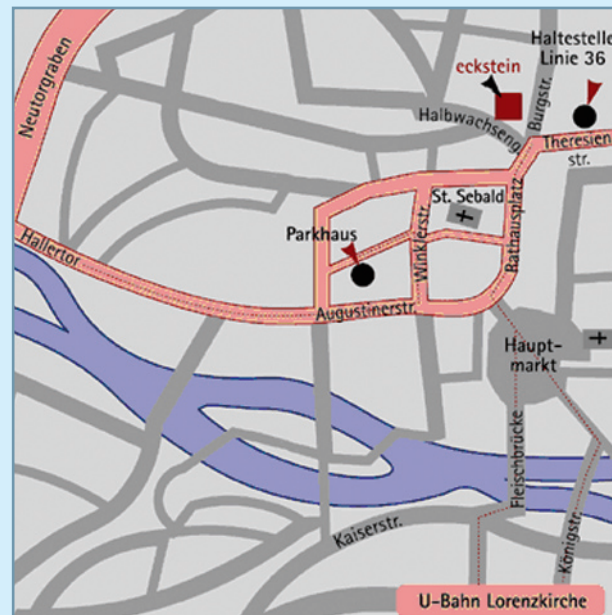 Neutorgraben
eckstein
Haltestelle
Linie 36
Burgstr.
Halbwachseng.
Theresien
str.
St. Sebald
Parkhaus
Winklerstr.
Rathausplatz
Hallertor
Augustinerstr.
Haupt-
markt
Fleischbrücke
Kaiserstr.
Königstr.
U-Bahn Lorenzkirche